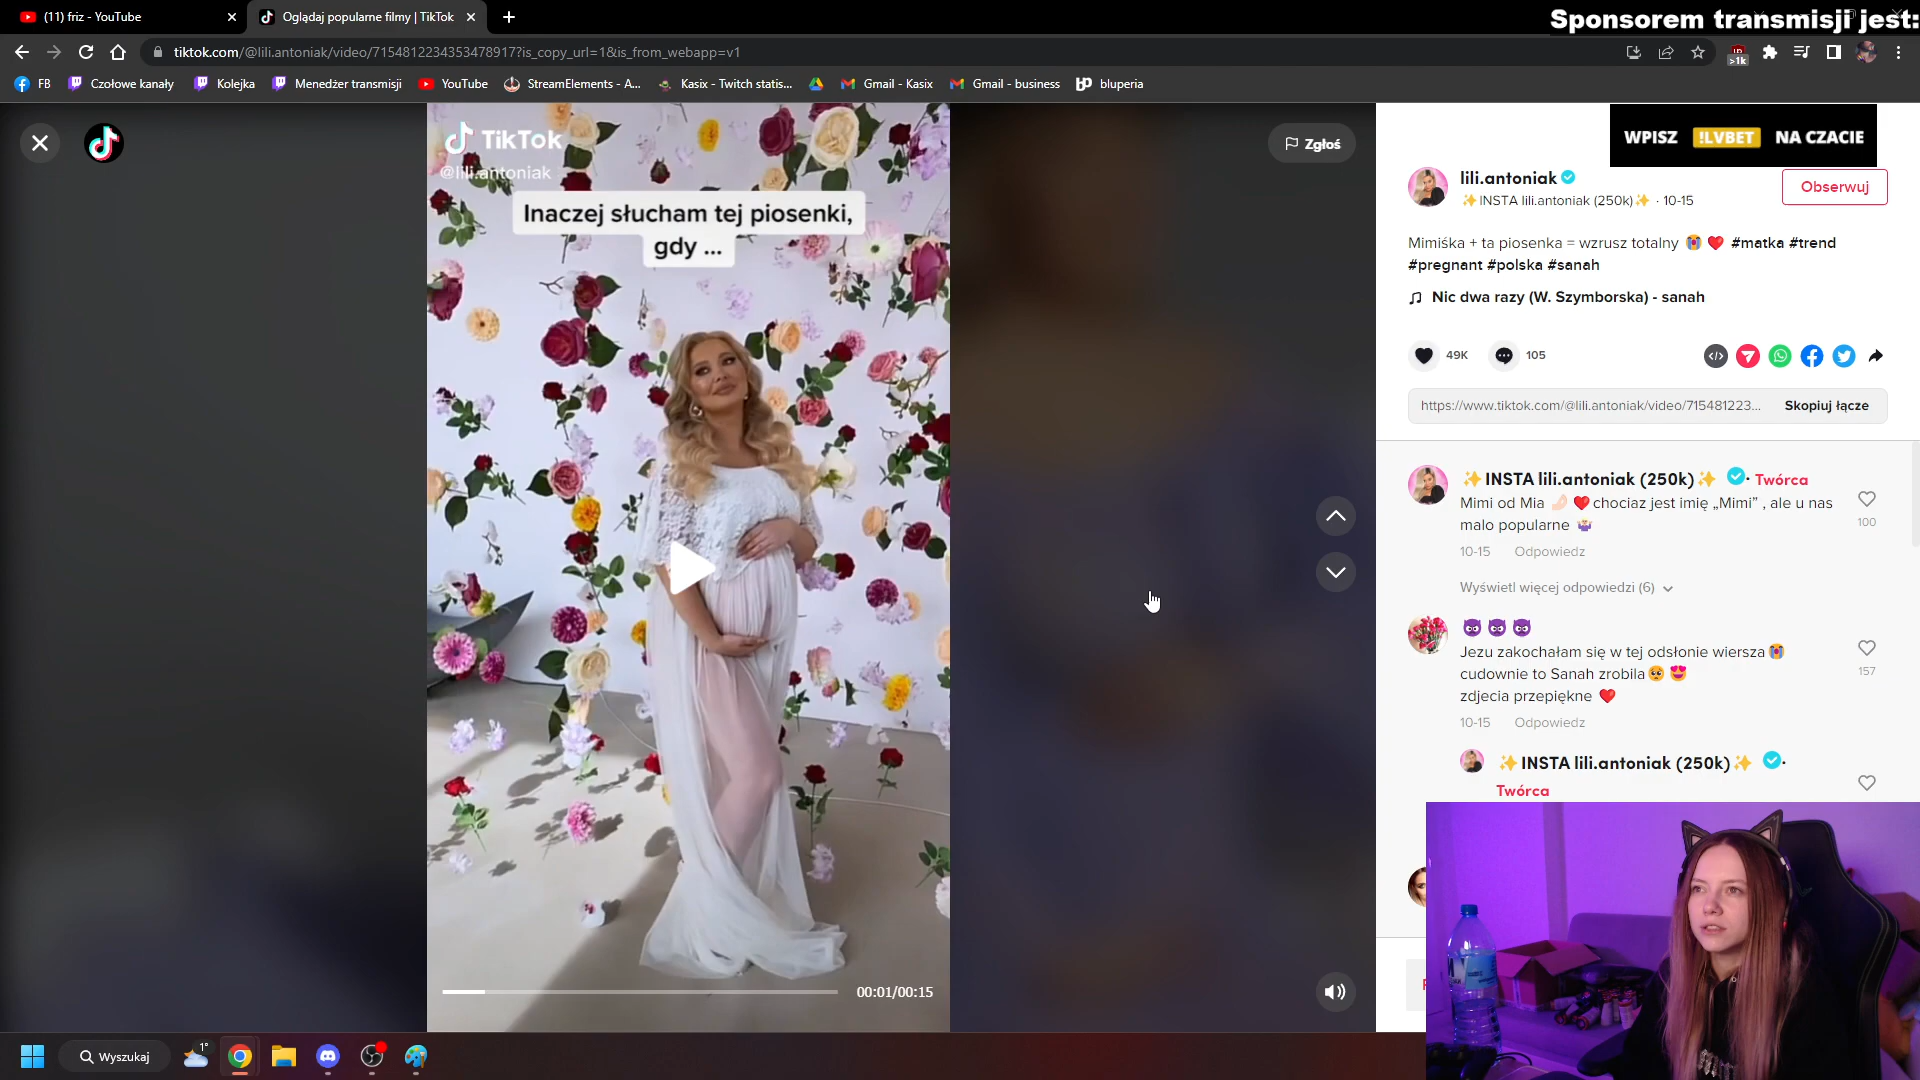 (11) friz - YouTube
Oglądaj popularne filmy | TikTok
Sponsorem transmisji jest:
tiktok.com/@lili.antoniak/video/7154812234353478917?is_copy_url=1&is_from_webapp=v1
>1k
FB
Czołowe kanały
Kolejka
Menedżer transmisji
YouTube
StreamElements - A...
Kasix - Twitch statis...
Gmail - Kasix
Gmail - business
bluperia
TikTok
@lili.antoniak
Inaczej słucham tej piosenki,
gdy ...
Zgłoś
WPISZ !LVBET NA CZACIE
lili.antoniak
✨INSTA lili.antoniak (250k)✨ · 10-15
Obserwuj
Mimiśka + ta piosenka = wzrusz totalny 😭 ❤️ #matka #trend
#pregnant #polska #sanah
Nic dwa razy (W. Szymborska) - sanah
49K
105
https://www.tiktok.com/@lili.antoniak/video/715481223...
Skopiuj łącze
✨INSTA lili.antoniak (250k)✨ · Twórca
Mimi od Mia 🤌🏻 ❤️chociaz jest imię „Mimi” , ale u nas
malo popularne 🤷‍♀️
100
10-15 Odpowiedz
Wyświetl więcej odpowiedzi (6)
👿 👿 👿
Jezu zakochałam się w tej odsłonie wiersza😭
cudownie to Sanah zrobila🥺 😍
zdjecia przepiękne ❤️
157
10-15 Odpowiedz
✨INSTA lili.antoniak (250k)✨ ·
Twórca
00:01/00:15
1°
Wyszukaj